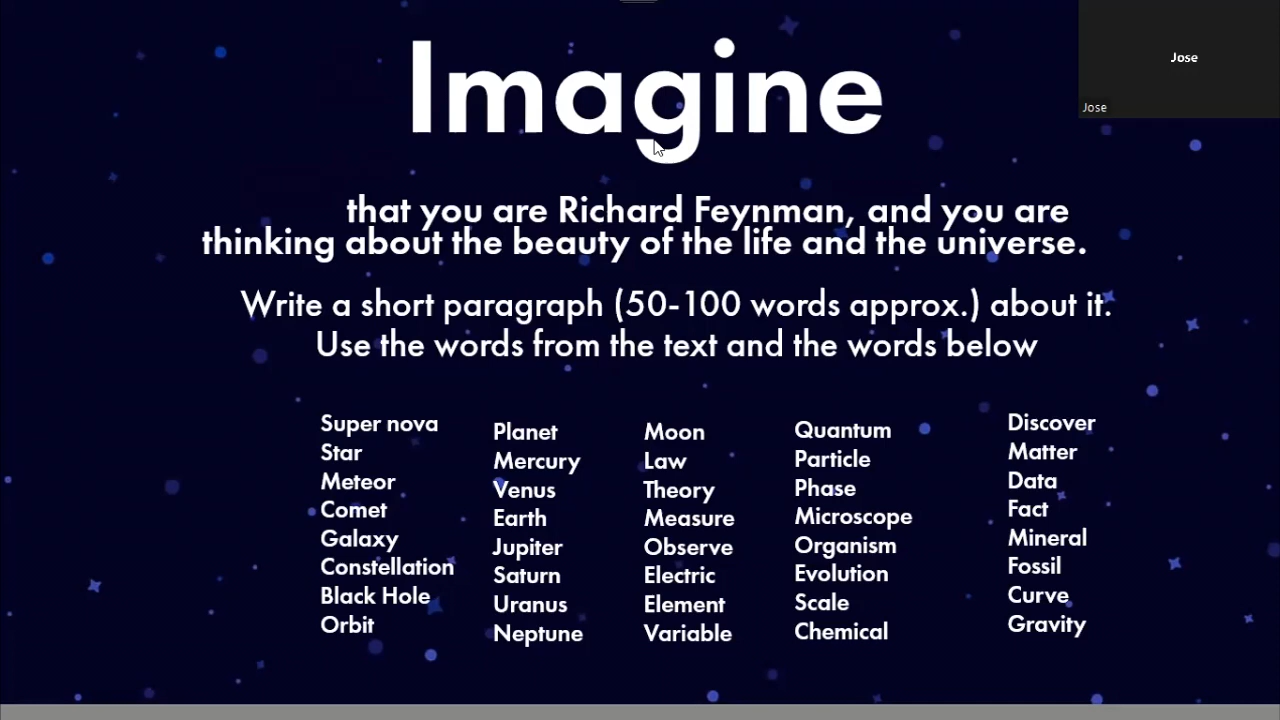 Imagine
Jose
Jose
that you are Richard Feynman, and you are
thinking about the beauty of the life and the universe.
Write a short paragraph (50-100 words approx.) about it.
Use the words from the text and the words below
Super nova
Star
Meteor
Comet
Galaxy
Constellation
Black Hole
Orbit
Planet
Mercury
Venus
Earth
Jupiter
Saturn
Uranus
Neptune
Moon
Law
Theory
Measure
Observe
Electric
Element
Variable
Quantum
Particle
Phase
Microscope
Organism
Evolution
Scale
Chemical
Discover
Matter
Data
Fact
Mineral
Fossil
Curve
Gravity